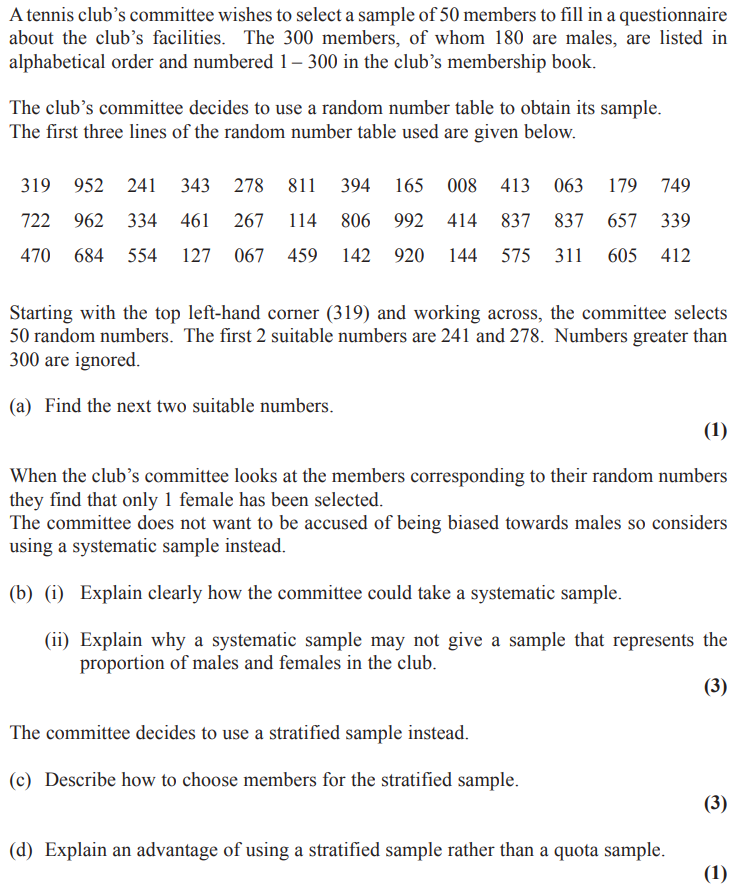 A tennis club’s committee wishes to select a sample of 50 members to fill in a questionnaire
about the club’s facilities. The 300 members, of whom 180 are males, are listed in
alphabetical order and numbered 1 – 300 in the club’s membership book.
The club’s committee decides to use a random number table to obtain its sample.
The first three lines of the random number table used are given below.
319 952 241 343 278 811 394 165 008 413 063 179 749
722 962 334 461 267 114 806 992 414 837 837 657 339
470 684 554 127 067 459 142 920 144 575 311 605 412
Starting with the top left-hand corner (319) and working across, the committee selects
50 random numbers. The first 2 suitable numbers are 241 and 278. Numbers greater than
300 are ignored.
(a) Find the next two suitable numbers.
(1)
When the club’s committee looks at the members corresponding to their random numbers
they find that only 1 female has been selected.
The committee does not want to be accused of being biased towards males so considers
using a systematic sample instead.
(b) (i) Explain clearly how the committee could take a systematic sample.
(ii) Explain why a systematic sample may not give a sample that represents the
proportion of males and females in the club.
(3)
The committee decides to use a stratified sample instead.
(c) Describe how to choose members for the stratified sample.
(3)
(d) Explain an advantage of using a stratified sample rather than a quota sample.
(1)